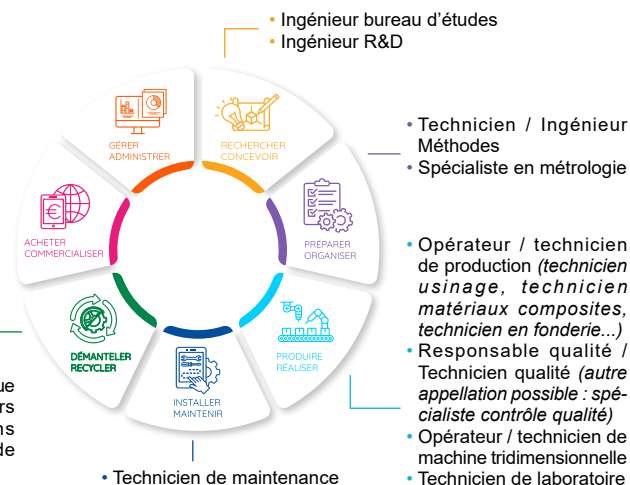 • Ingénieur bureau d’études
• Ingénieur R&D
GÉRER
ADMINISTRER
RECHERCHER
CONCEVOIR
• Technicien / Ingénieur
Méthodes
• Spécialiste en métrologie
ACHETER
COMMERCIALISER
PRÉPARER
ORGANISER
• Opérateur / technicien
de production (technicien
usinage, technicien
matériaux composites,
technicien en fonderie...)
• Responsable qualité /
Technicien qualité (autre
appellation possible : spé-
cialiste contrôle qualité)
• Opérateur / technicien de
machine tridimensionnelle
• Technicien de laboratoire
DÉMANTELER
RECYCLER
PRODUIRE
RÉALISER
INSTALLER
MAINTENIR
• Technicien de maintenance